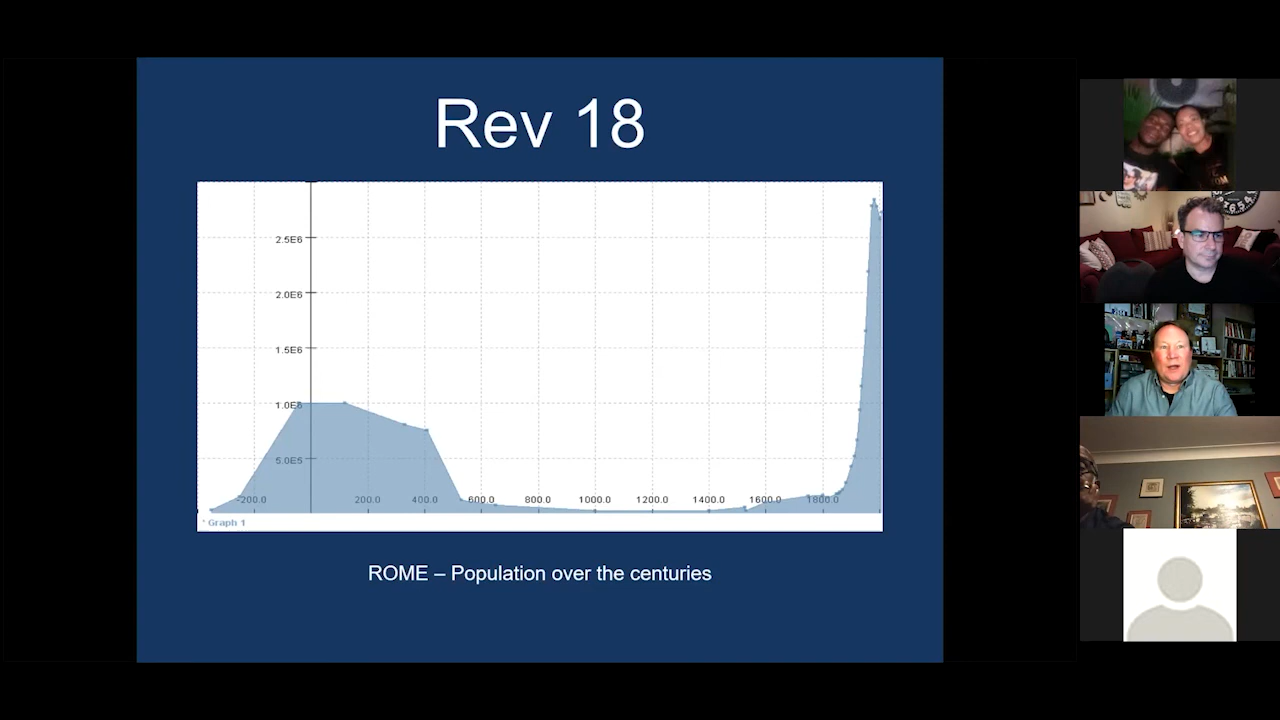 Rev 18
2.5E6
2.0E6
1.5E6
1.0E6
5.0E5
-200.0 200.0 400.0 600.0 800.0 1000.0 1200.0 1400.0 1600.0 1800.0
* Graph 1
ROME – Population over the centuries